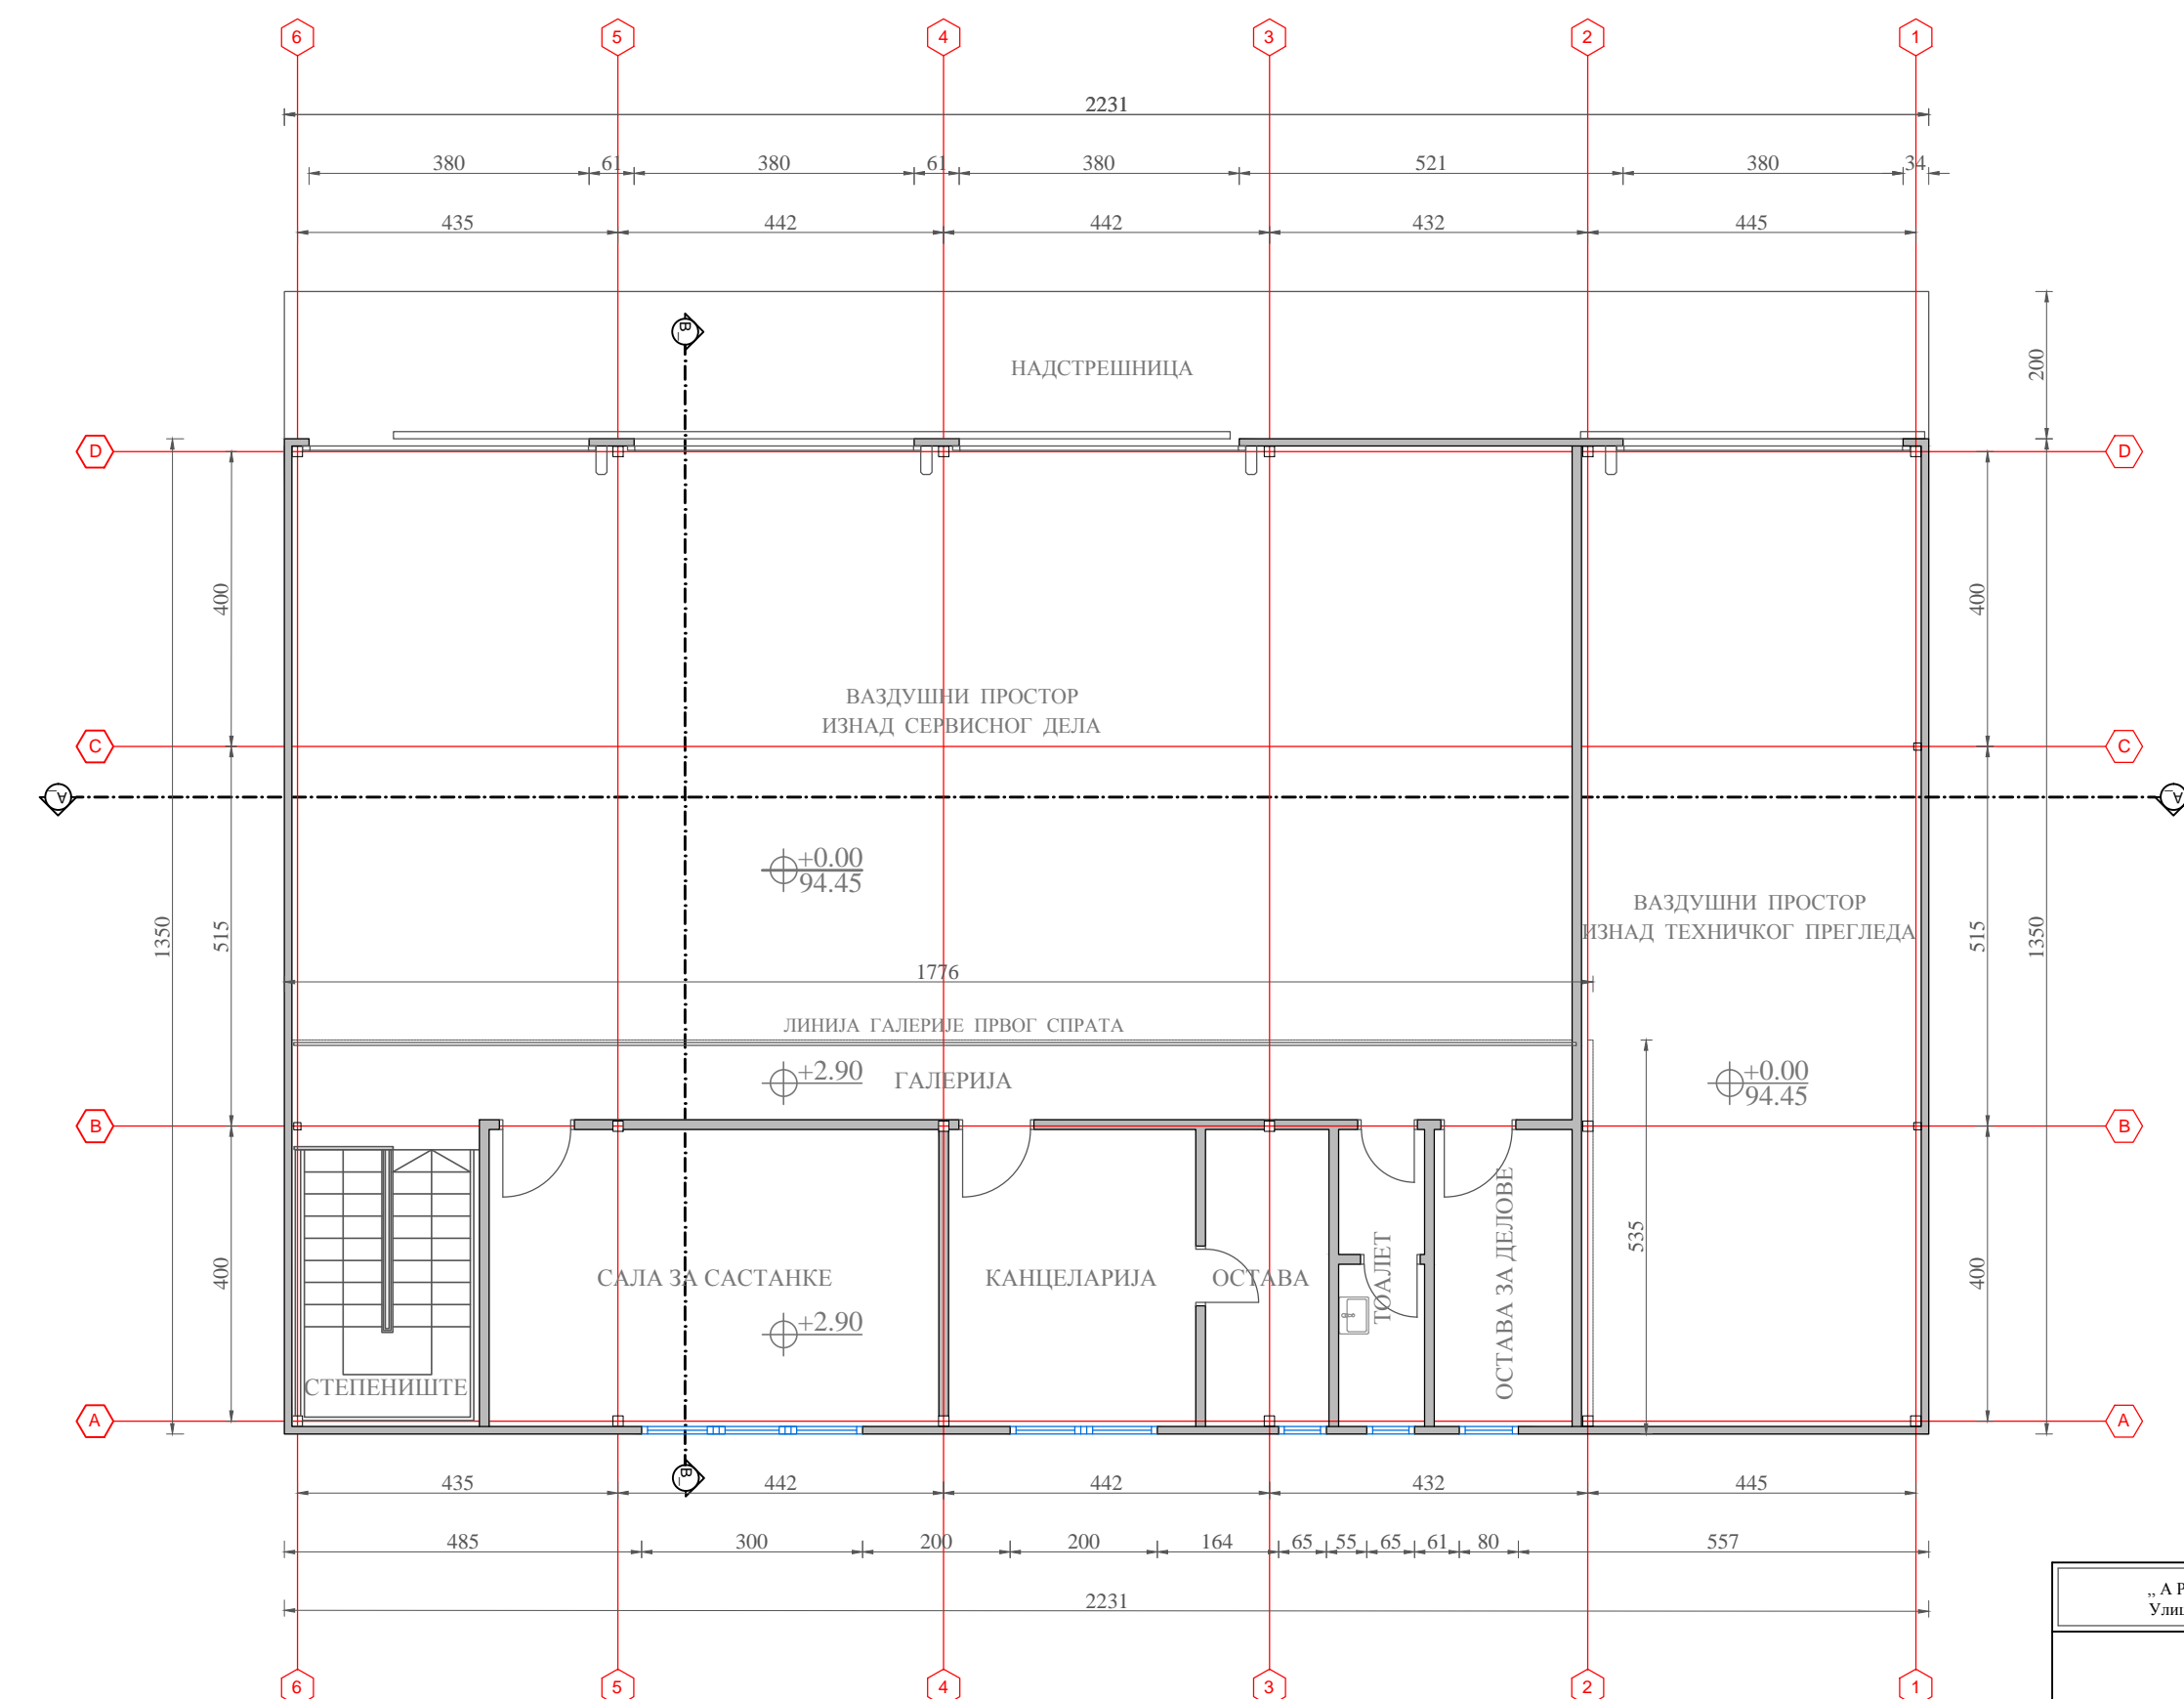 6 5 4 3 2 1
2231
380 61 380 61 380 521 380 34
435 442 442 432 445
B
200
НАДСТРЕШНИЦА
D D
400 400
ВАЗДУШНИ ПРОСТОР
ИЗНАД СЕРВИСНОГ ДЕЛА
C C
A A
+0.00
94.45
ВАЗДУШНИ ПРОСТОР
ИЗНАД ТЕХНИЧКОГ ПРЕГЛЕДА
1350 515 515 1350
1776
ЛИНИЈА ГАЛЕРИЈЕ ПРВОГ СПРАТА
+2.90 ГАЛЕРИЈА
+0.00
94.45
B B
535
400 400
САЛА ЗА САСТАНКЕ КАНЦЕЛАРИЈА ОСТАВА
ТОАЛЕТ
ОСТАВА ЗА ДЕЛОВЕ
+2.90
СТЕПЕНИШТЕ
A A
B
435 442 442 432 445
485 300 200 200 164 65 55 65 61 80 557
2231
„ А
Ули
6 5 4 3 2 1